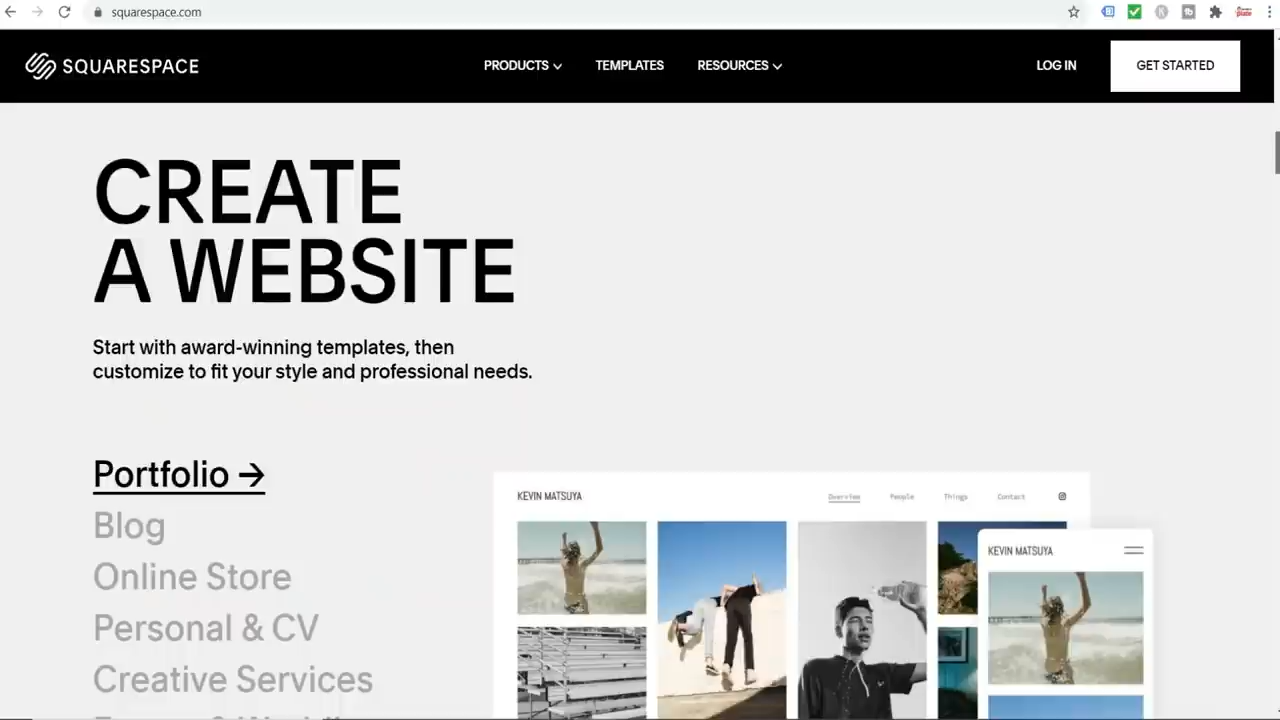 squarespace.com
SQUARESPACE
PRODUCTS
TEMPLATES
RESOURCES
LOG IN
GET STARTED
CREATE
A WEBSITE
Start with award-winning templates, then
customize to fit your style and professional needs.
Portfolio →
Blog
Online Store
Personal & CV
Creative Services
KEVIN MATSUYA
Overview
People
Things
Contact
KEVIN MATSUYA